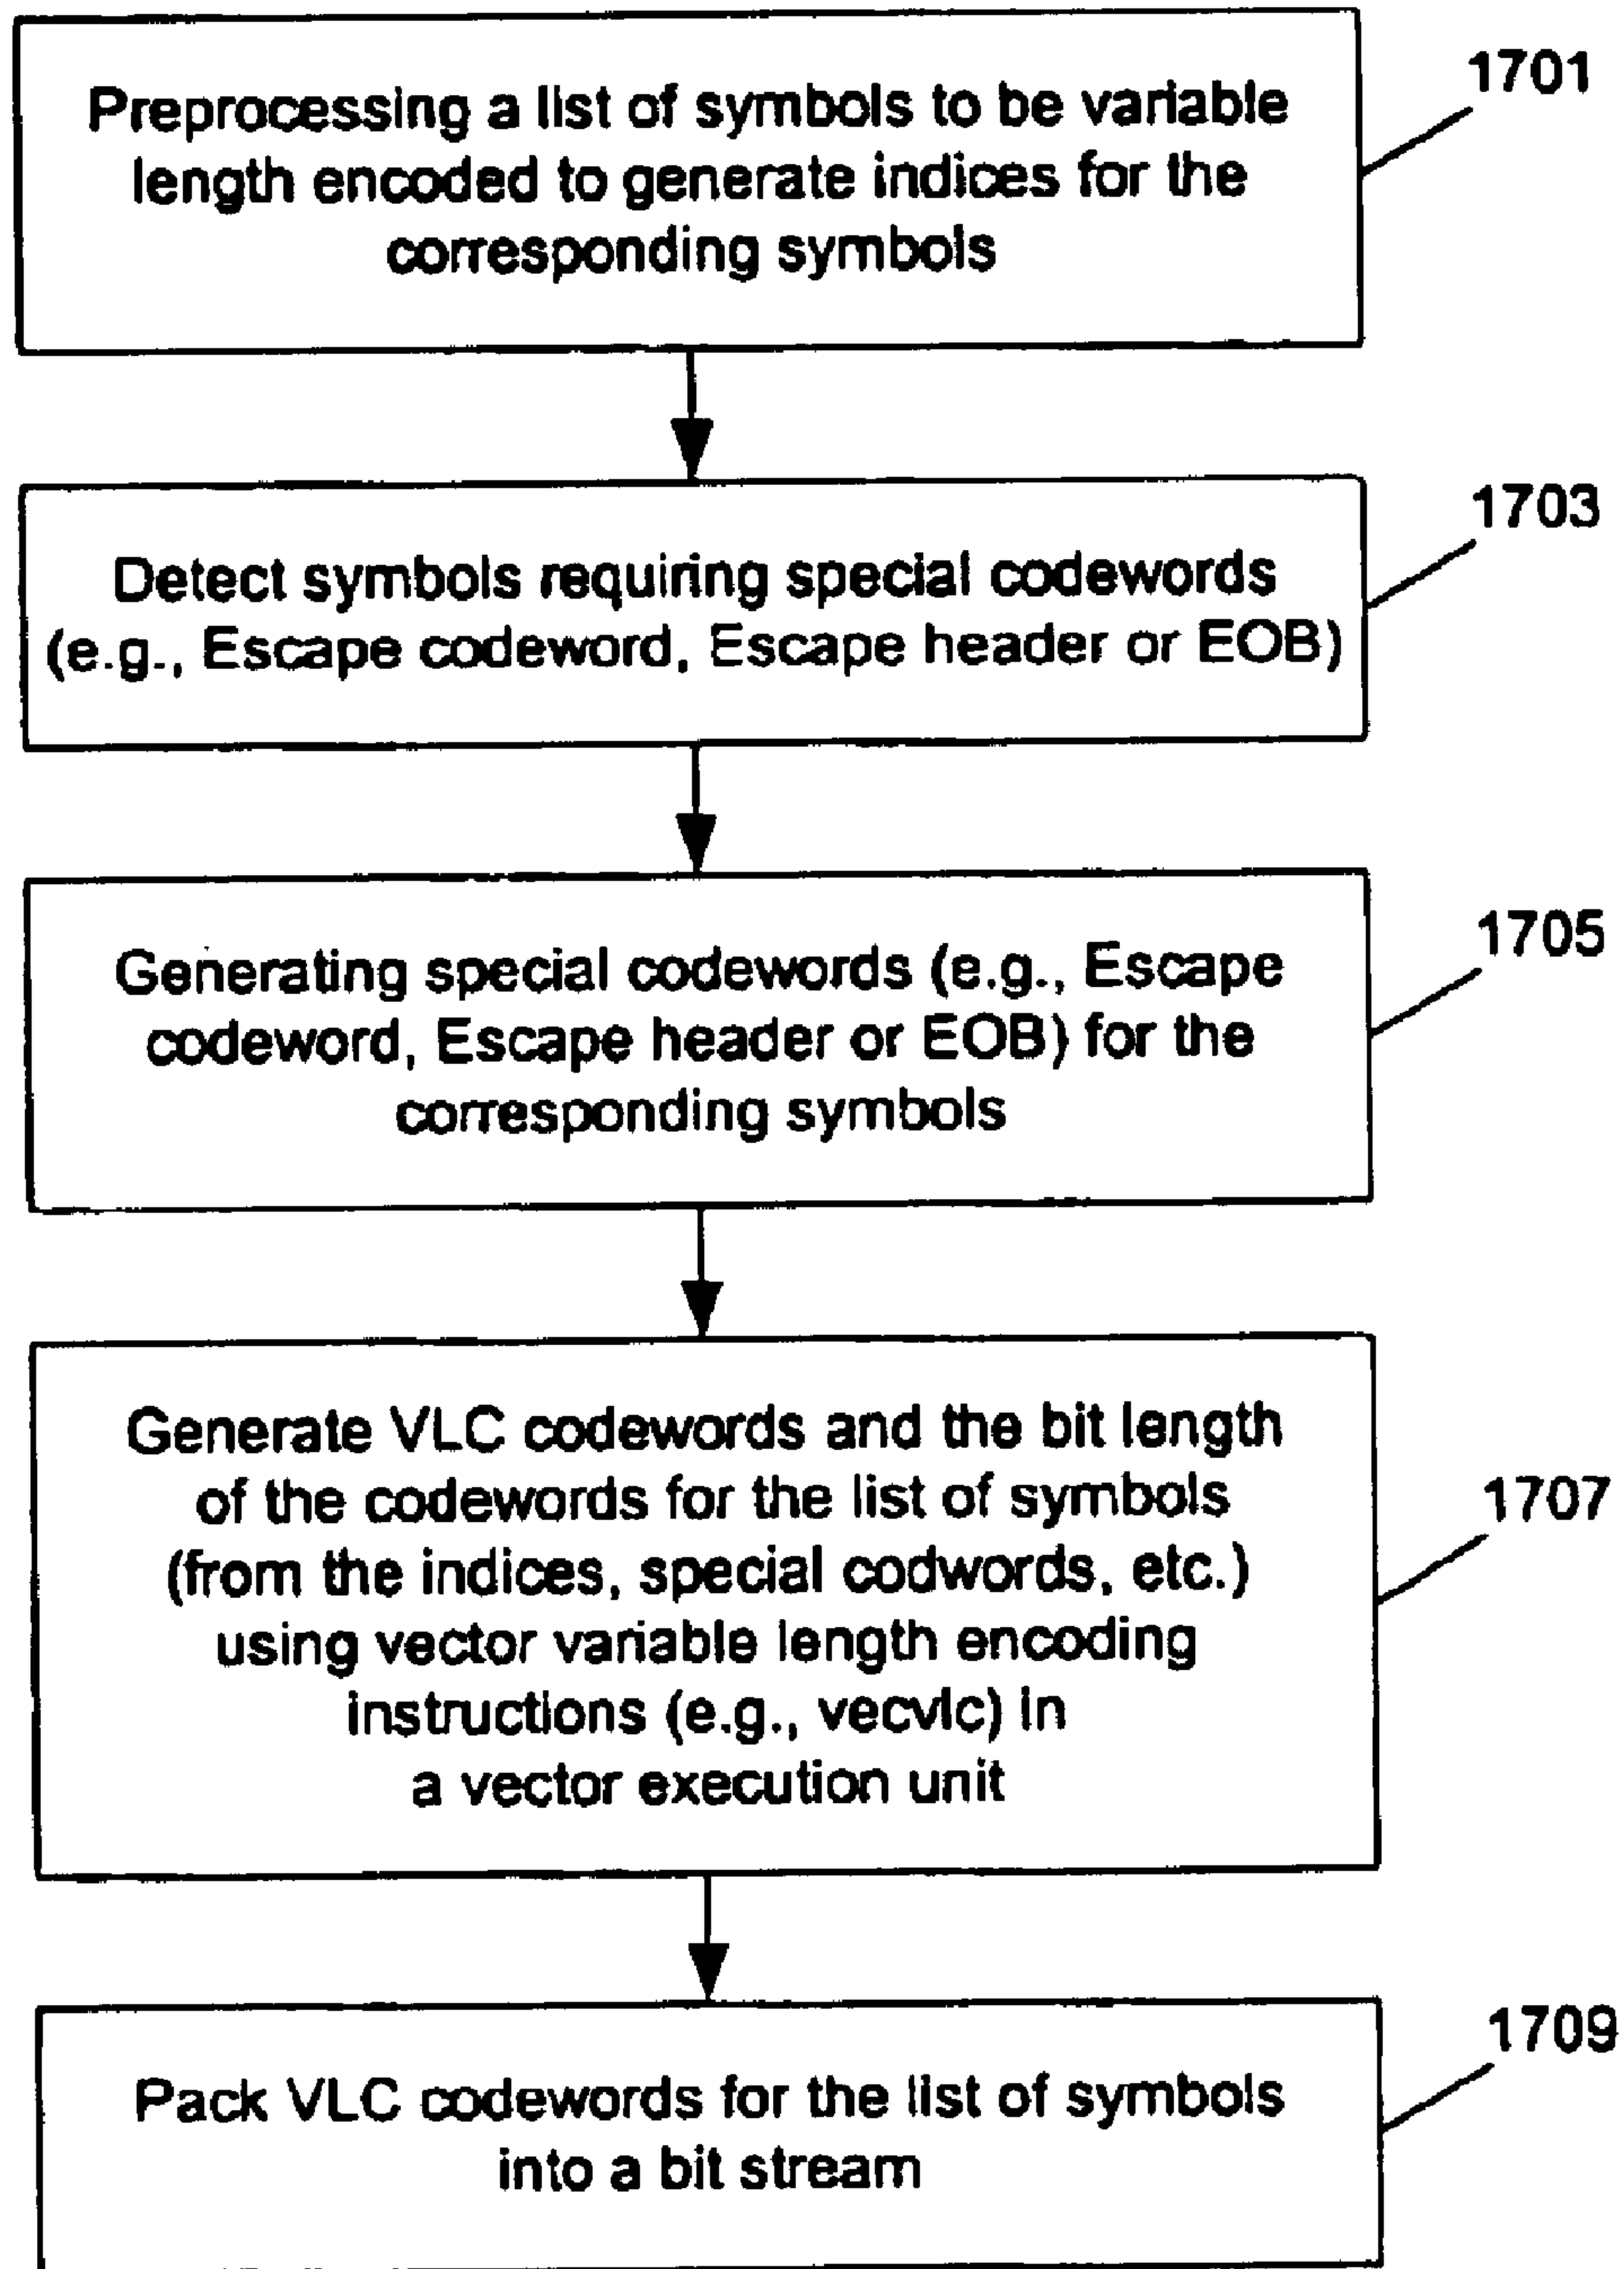 Preprocessing a list of symbols to be variable
length encoded to generate indices for the
corresponding symbols
1701
Detect symbols requiring special codewords
(e.g., Escape codeword, Escape header or EOB)
1703
Generating special codewords (e.g., Escape
codeword, Escape header or EOB) for the
corresponding symbols
1705
Generate VLC codewords and the bit length
of the codewords for the list of symbols
(from the indices, special codwords, etc.)
using vector variable length encoding
instructions (e.g., vecvlc) in
a vector execution unit
1707
Pack VLC codewords for the list of symbols
into a bit stream
1709